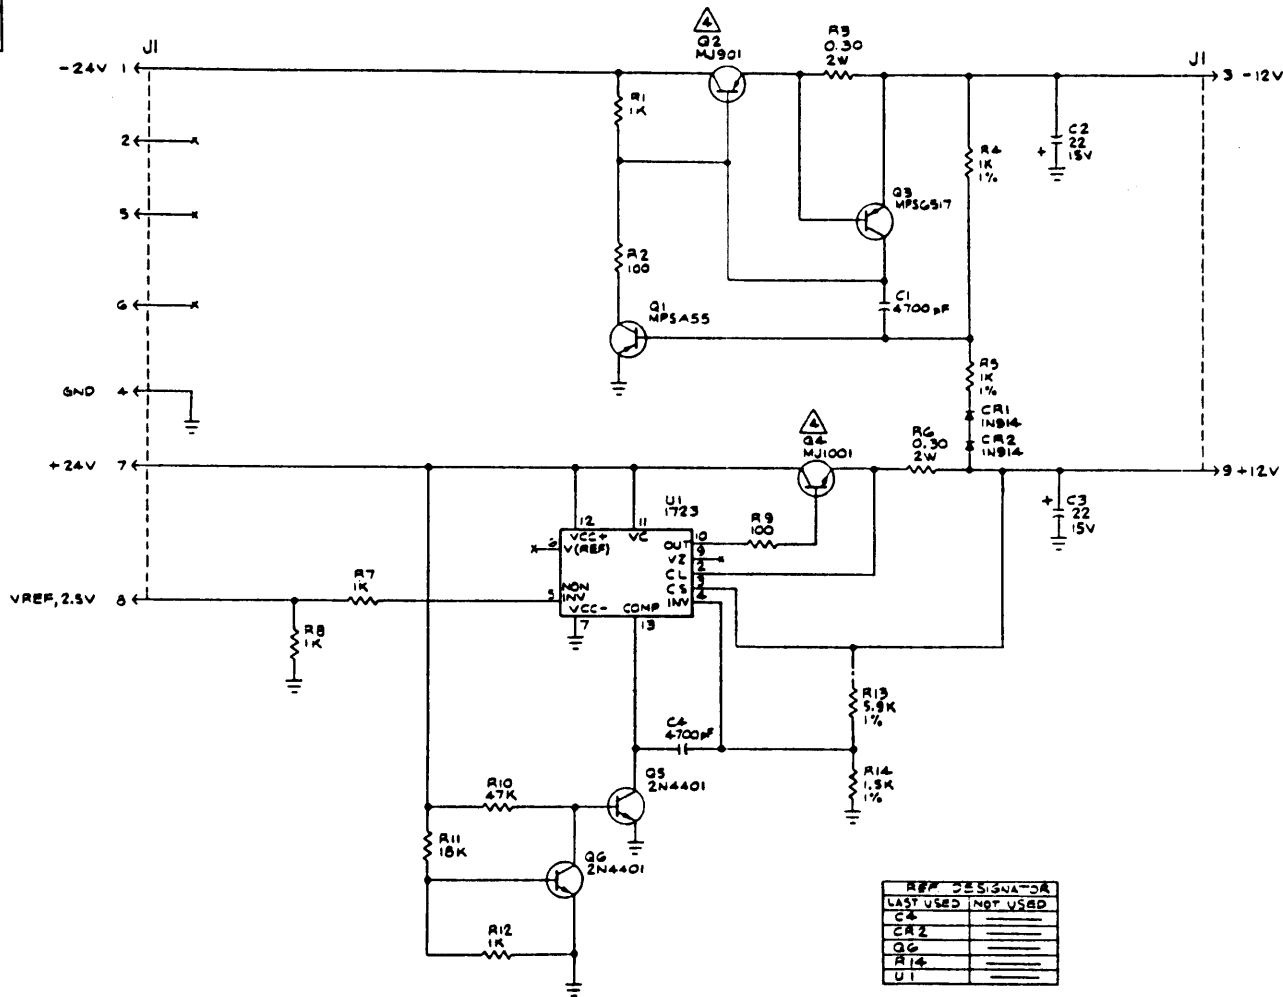 J1
-24V 1
2
5
6
GND 4
+24V 7
VREF, 2.5V 8
4
Q2
MJ901
R3
0.30
2W
J1
3 -12V
R1
1K
C2
22
15V
+
R4
1K
1%
Q3
MPS6517
R2
100
C1
4700pF
Q1
MPSA55
R5
1K
1%
CR1
1N914
CR2
1N914
4
Q4
MJ1001
R6
0.30
2W
9 +12V
+
C3
22
15V
U1
1723
12
11
VCC+
VC
6
V(REF)
OUT
10
VZ
9
CL
2
CS
3
INV
4
5
NON
INV
VCC-
COMP
7
13
R9
100
R7
1K
R8
1K
R13
5.9K
1%
C4
4700pF
R14
1.5K
1%
Q5
2N4401
R10
47K
R11
18K
Q6
2N4401
R12
1K
REF. DESIGNATOR
LAST USED NOT USED
C4
CR2
Q6
R14
U1